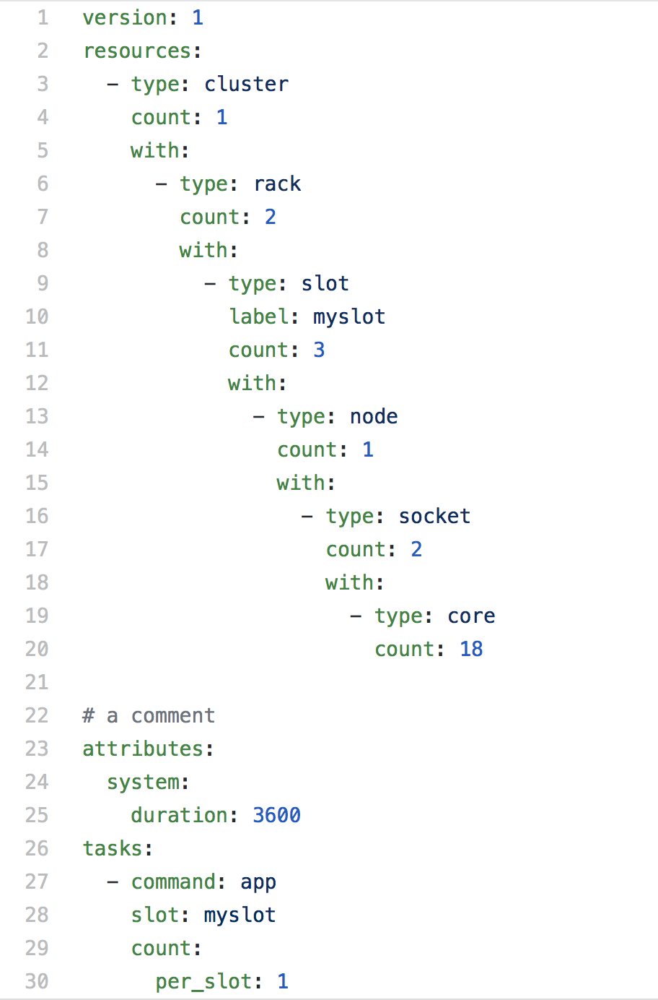 1 version: 1
2 resources:
3   - type: cluster
4     count: 1
5     with:
6       - type: rack
7         count: 2
8         with:
9           - type: slot
10             label: myslot
11             count: 3
12             with:
13               - type: node
14                 count: 1
15                 with:
16                   - type: socket
17                     count: 2
18                     with:
19                       - type: core
20                         count: 18
21
22 # a comment
23 attributes:
24   system:
25     duration: 3600
26 tasks:
27   - command: app
28     slot: myslot
29     count:
30       per_slot: 1